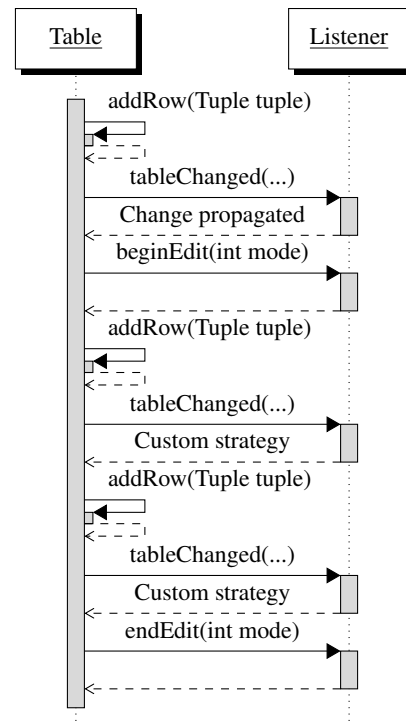 Table
Listener
addRow(Tuple tuple)
tableChanged(...)
Change propagated
beginEdit(int mode)
addRow(Tuple tuple)
tableChanged(...)
Custom strategy
addRow(Tuple tuple)
tableChanged(...)
Custom strategy
endEdit(int mode)